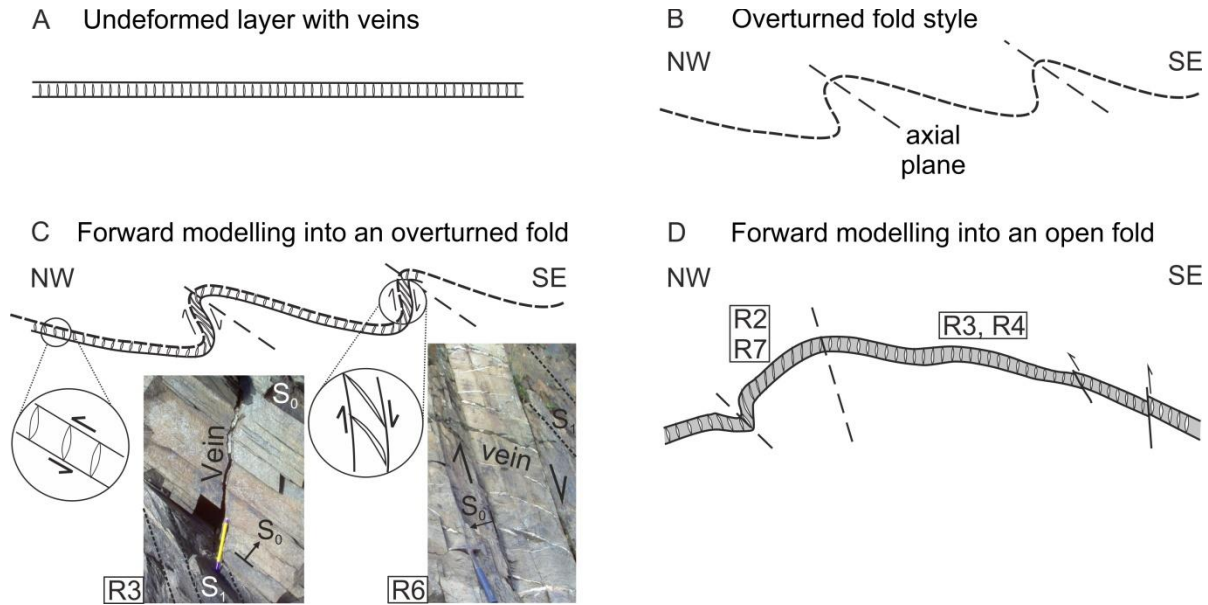 A Undeformed layer with veins
B Overturned fold style
NW
SE
axial
plane
C Forward modelling into an overturned fold
NW
SE
S0
Vein
S0
S1
R3
S1
vein
S0
R6
D Forward modelling into an open fold
NW
SE
R2
R7
R3, R4